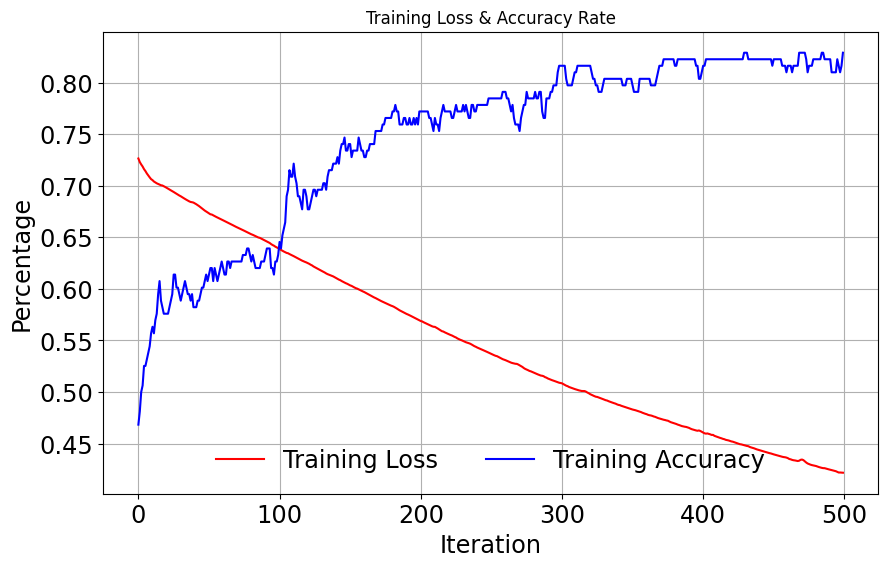 Training Loss & Accuracy Rate
0.80
0.75
0.70
0.65
0.60
0.55
0.50
0.45
Percentage
Training Loss
Training Accuracy
0 100 200 300 400 500
Iteration